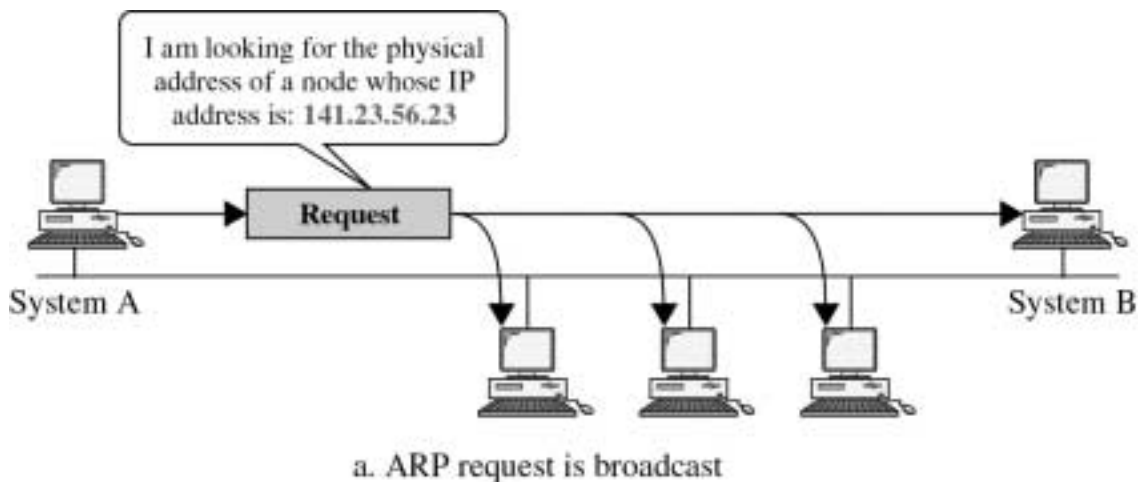 I am looking for the physical
address of a node whose IP
address is: 141.23.56.23
Request
System A
System B
a. ARP request is broadcast